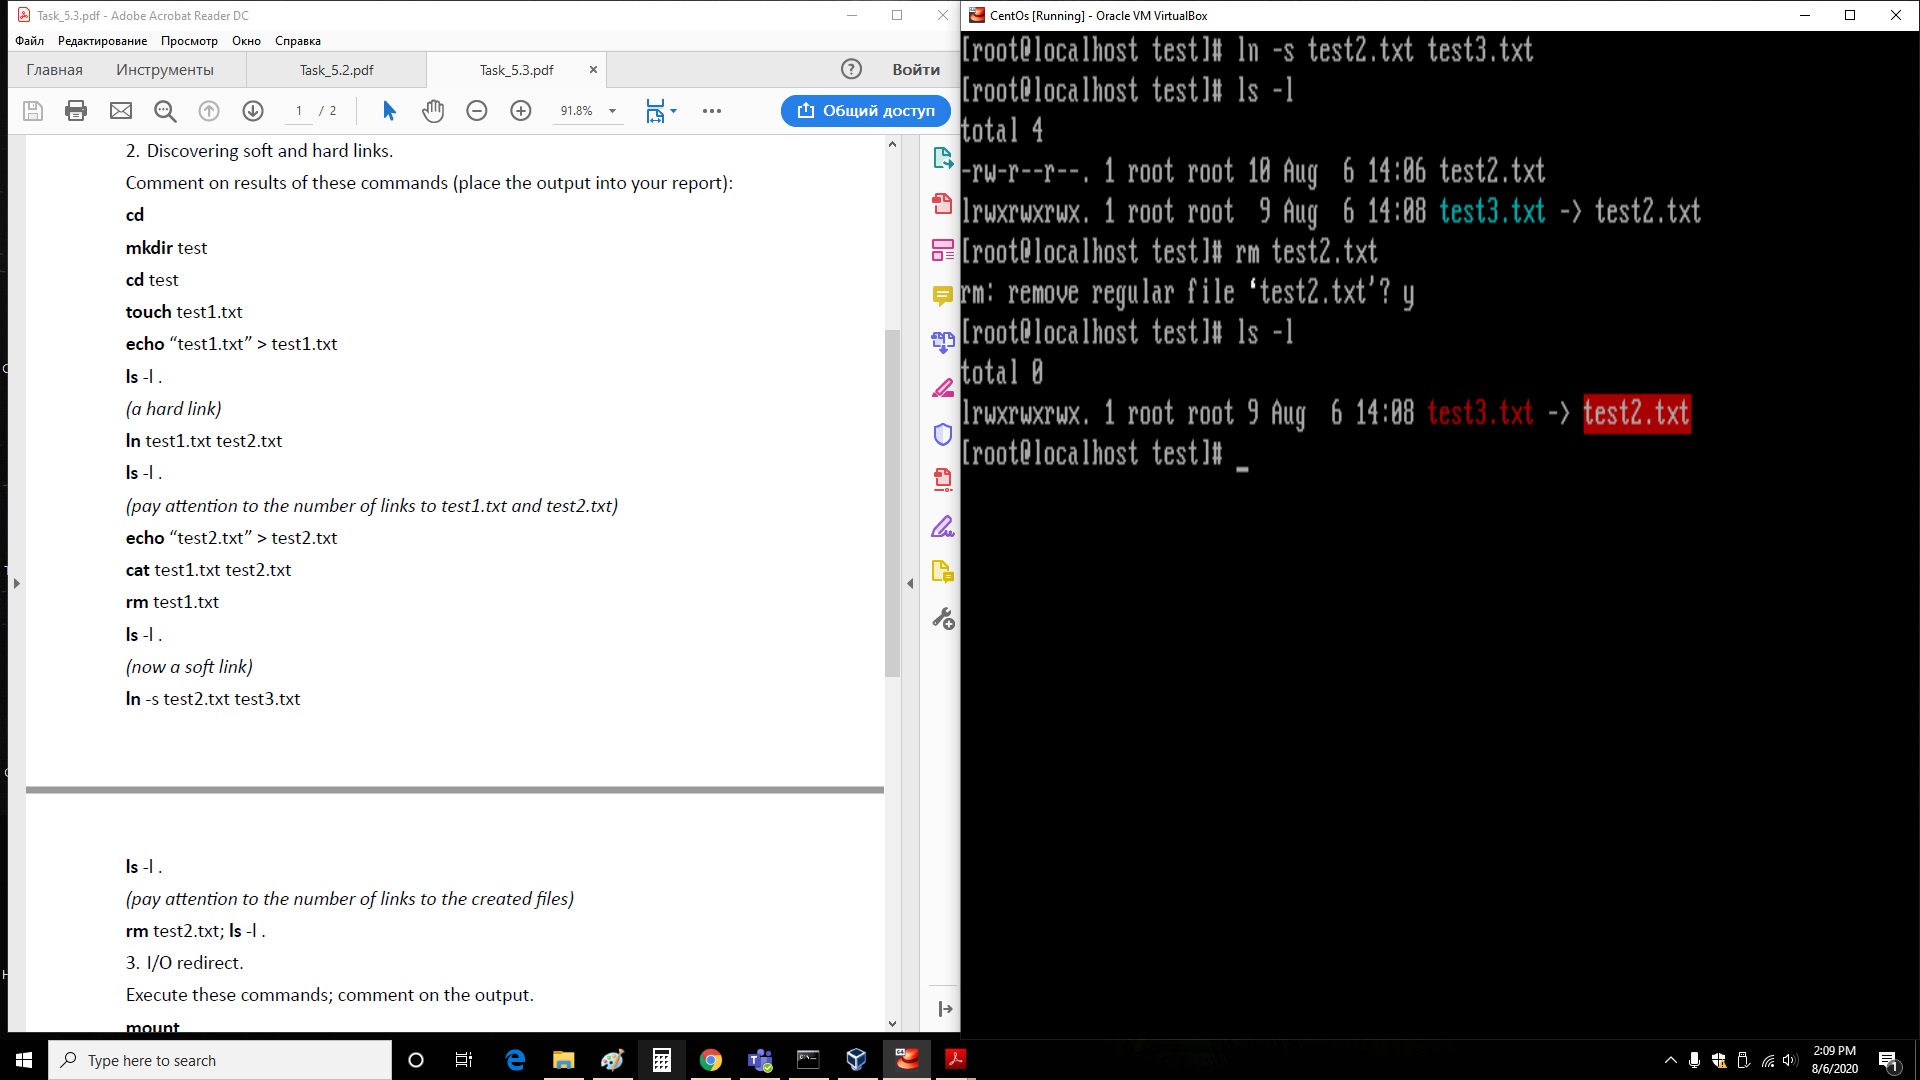 Task_5.3.pdf - Adobe Acrobat Reader DC
Файл Редактирование Просмотр Окно Справка
Главная Инструменты Task_5.2.pdf Task_5.3.pdf Войти
1 / 2 91.8% Общий доступ
2. Discovering soft and hard links.
Comment on results of these commands (place the output into your report):
cd
mkdir test
cd test
touch test1.txt
echo “test1.txt” > test1.txt
ls -l .
(a hard link)
ln test1.txt test2.txt
ls -l .
(pay attention to the number of links to test1.txt and test2.txt)
echo “test2.txt” > test2.txt
cat test1.txt test2.txt
rm test1.txt
ls -l .
(now a soft link)
ln -s test2.txt test3.txt
ls -l .
(pay attention to the number of links to the created files)
rm test2.txt; ls -l .
3. I/O redirect.
Execute these commands; comment on the output.
mount
CentOs [Running] - Oracle VM VirtualBox
[root@localhost test]# ln -s test2.txt test3.txt
[root@localhost test]# ls -l
total 4
-rw-r--r--. 1 root root 10 Aug  6 14:06 test2.txt
lrwxrwxrwx. 1 root root  9 Aug  6 14:08 test3.txt -> test2.txt
[root@localhost test]# rm test2.txt
rm: remove regular file ‘test2.txt’? y
[root@localhost test]# ls -l
total 0
lrwxrwxrwx. 1 root root 9 Aug  6 14:08 test3.txt -> test2.txt
[root@localhost test]# _
Type here to search
2:09 PM
8/6/2020
1